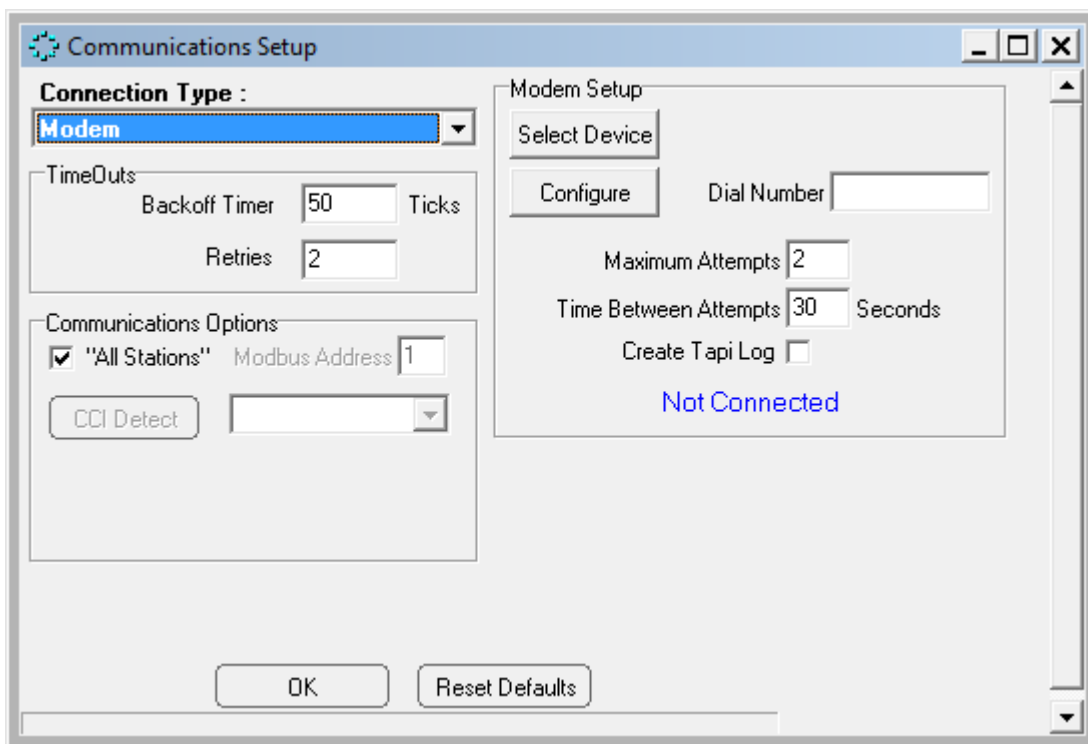 Communications Setup
Connection Type :
Modem
TimeOuts
Backoff Timer 50 Ticks
Retries 2
Communications Options
"All Stations" Modbus Address 1
CCI Detect
Modem Setup
Select Device
Configure Dial Number
Maximum Attempts 2
Time Between Attempts 30 Seconds
Create Tapi Log
Not Connected
OK Reset Defaults